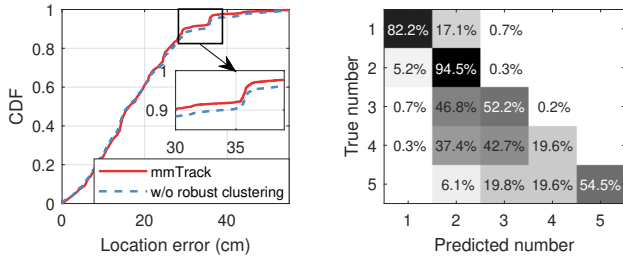 1
0.8
0.6
0.4
0.2
0
CDF
1
0.9
30 35
mmTrack
w/o robust clustering
0 20 40
Location error (cm)
True number
1 82.2% 17.1% 0.7%
2 5.2% 94.5% 0.3%
3 0.7% 46.8% 52.2% 0.2%
4 0.3% 37.4% 42.7% 19.6%
5 6.1% 19.8% 19.6% 54.5%
1 2 3 4 5
Predicted number